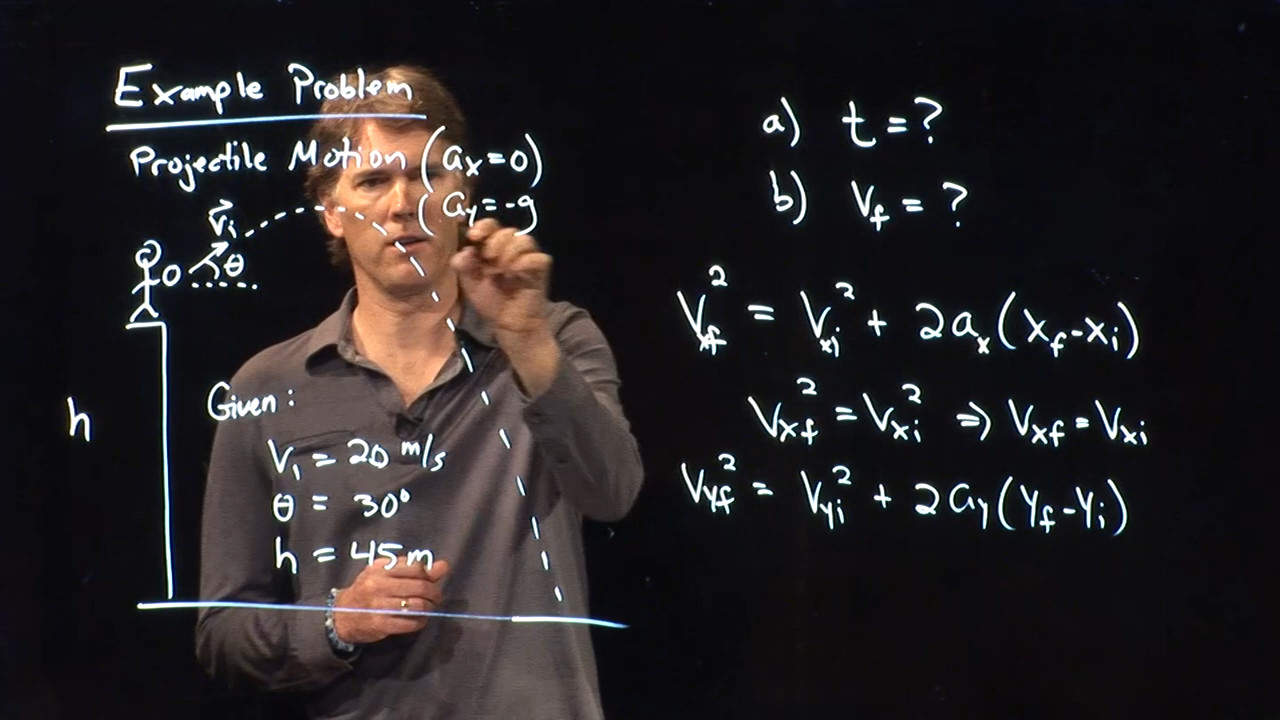 Example Problem
Projectile Motion (ax=0)
(ay=-g
v⃗i
θ
h
Given:
Vi = 20 m/s
θ = 30°
h = 45m
a) t = ?
b) Vf = ?
Vxf² = Vxi² + 2ax(xf-xi)
Vxf² = Vxi² ⇒ Vxf = Vxi
Vyf² = Vyi² + 2ay(yf-yi)